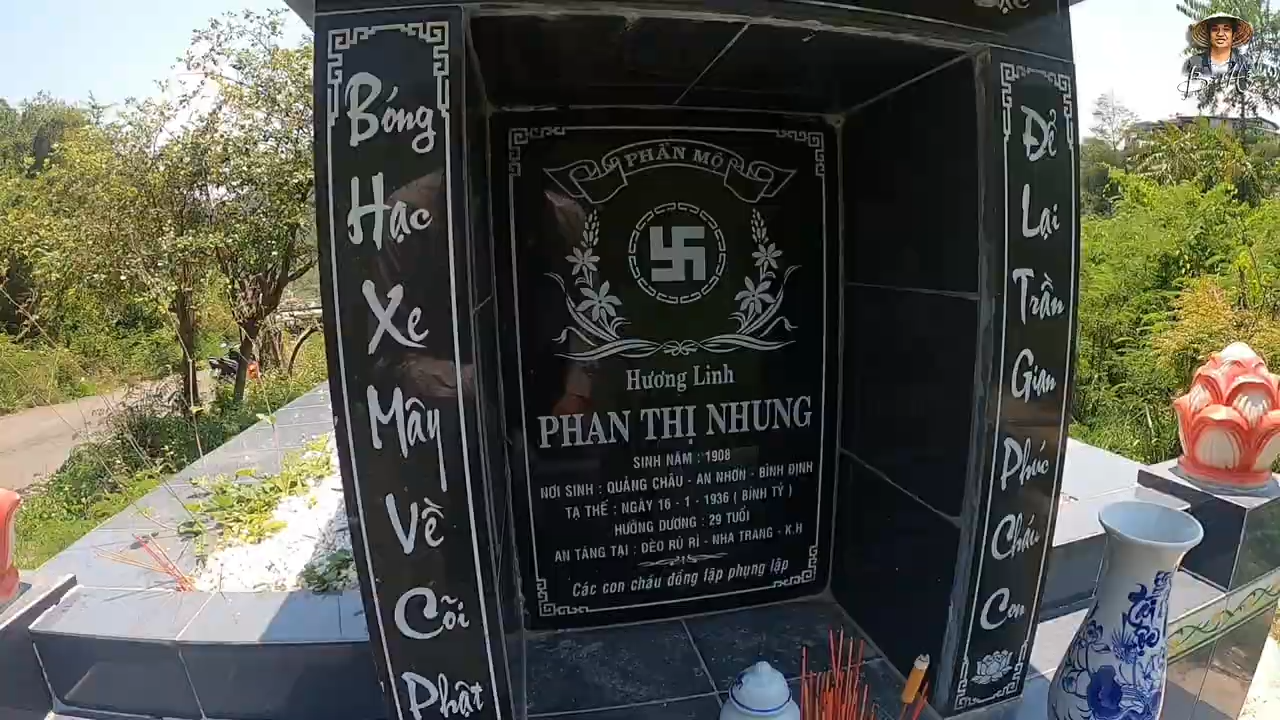 Bóng
Hạc
Xe
Mây
Về
Cõi
Phật
PHẦN MỘ
Hương Linh
PHAN THỊ NHUNG
SINH NĂM : 1908
NƠI SINH : QUẢNG CHÂU - AN NHƠN - BÌNH ĐỊNH
TẠ THẾ : NGÀY 16 - 1 - 1936 ( BÍNH TÝ )
HƯỞNG DƯƠNG : 29 TUỔI
AN TÁNG TẠI : ĐÈO RÙ RÌ - NHA TRANG - K.H
Các con cháu đồng lập phụng lập
Để
Lại
Trần
Gian
Phúc
Cháu
Con